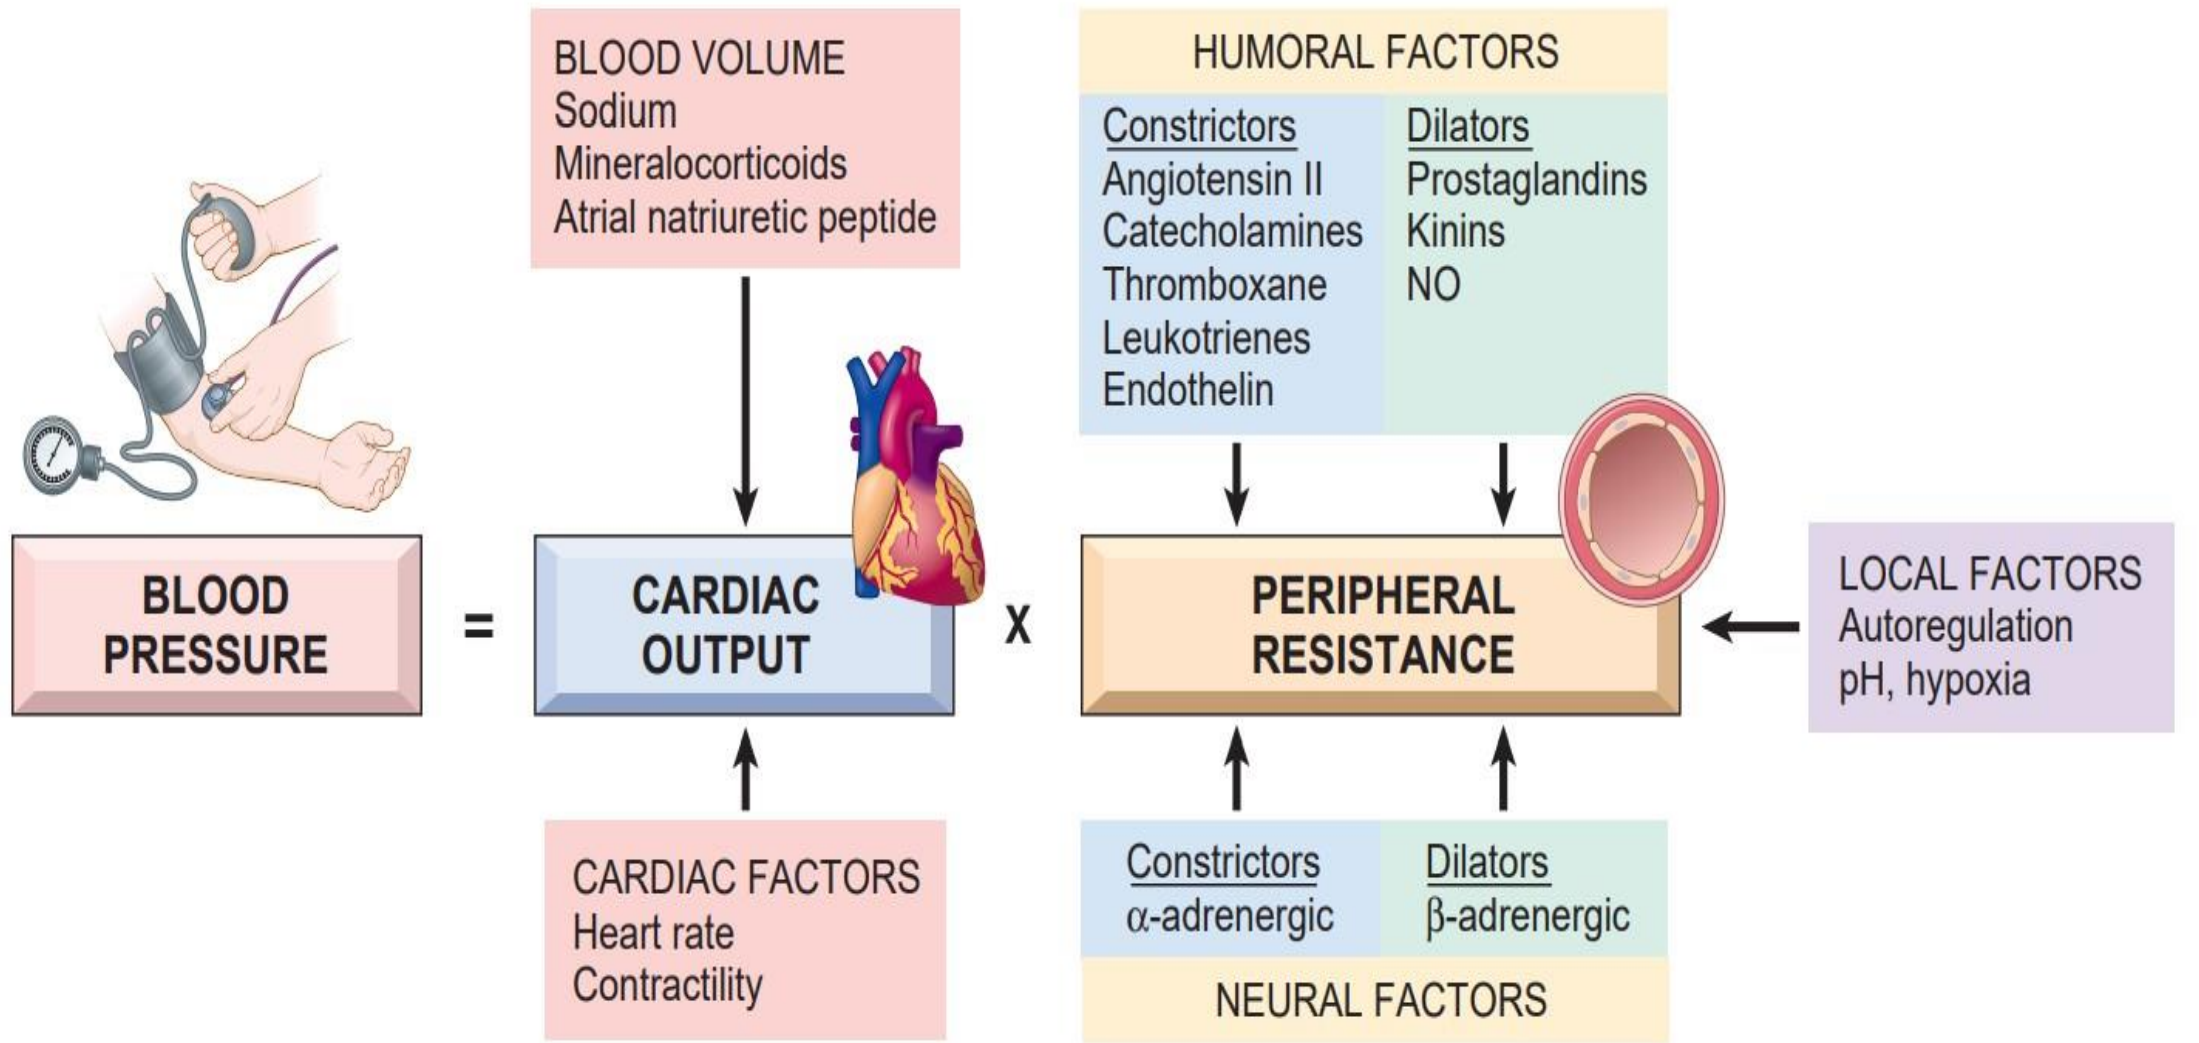 BLOOD VOLUME
Sodium
Mineralocorticoids
Atrial natriuretic peptide
HUMORAL FACTORS
Constrictors
Angiotensin II
Catecholamines
Thromboxane
Leukotrienes
Endothelin
Dilators
Prostaglandins
Kinins
NO
BLOOD
PRESSURE
=
CARDIAC
OUTPUT
x
PERIPHERAL
RESISTANCE
LOCAL FACTORS
Autoregulation
pH, hypoxia
CARDIAC FACTORS
Heart rate
Contractility
Constrictors
α-adrenergic
Dilators
β-adrenergic
NEURAL FACTORS